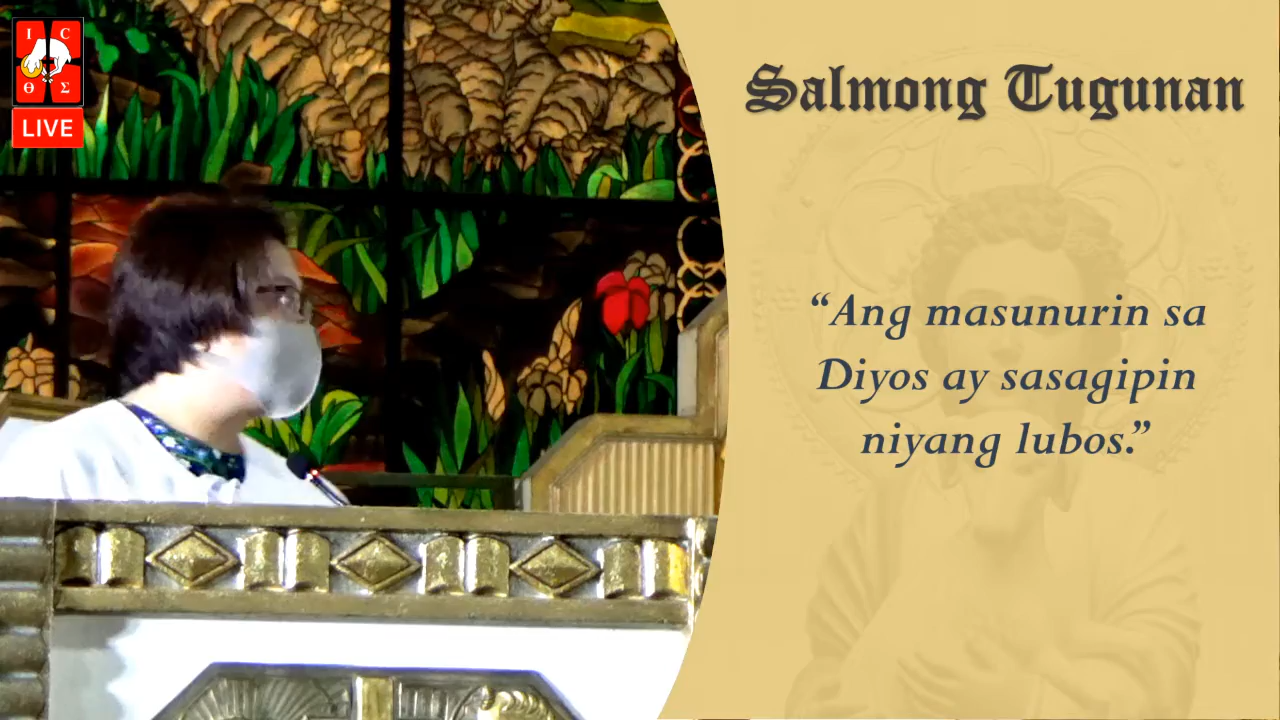 I C
Θ Σ
LIVE
Salmong Tugunan
“Ang masunurin sa
Diyos ay sasagipin
niyang lubos.”